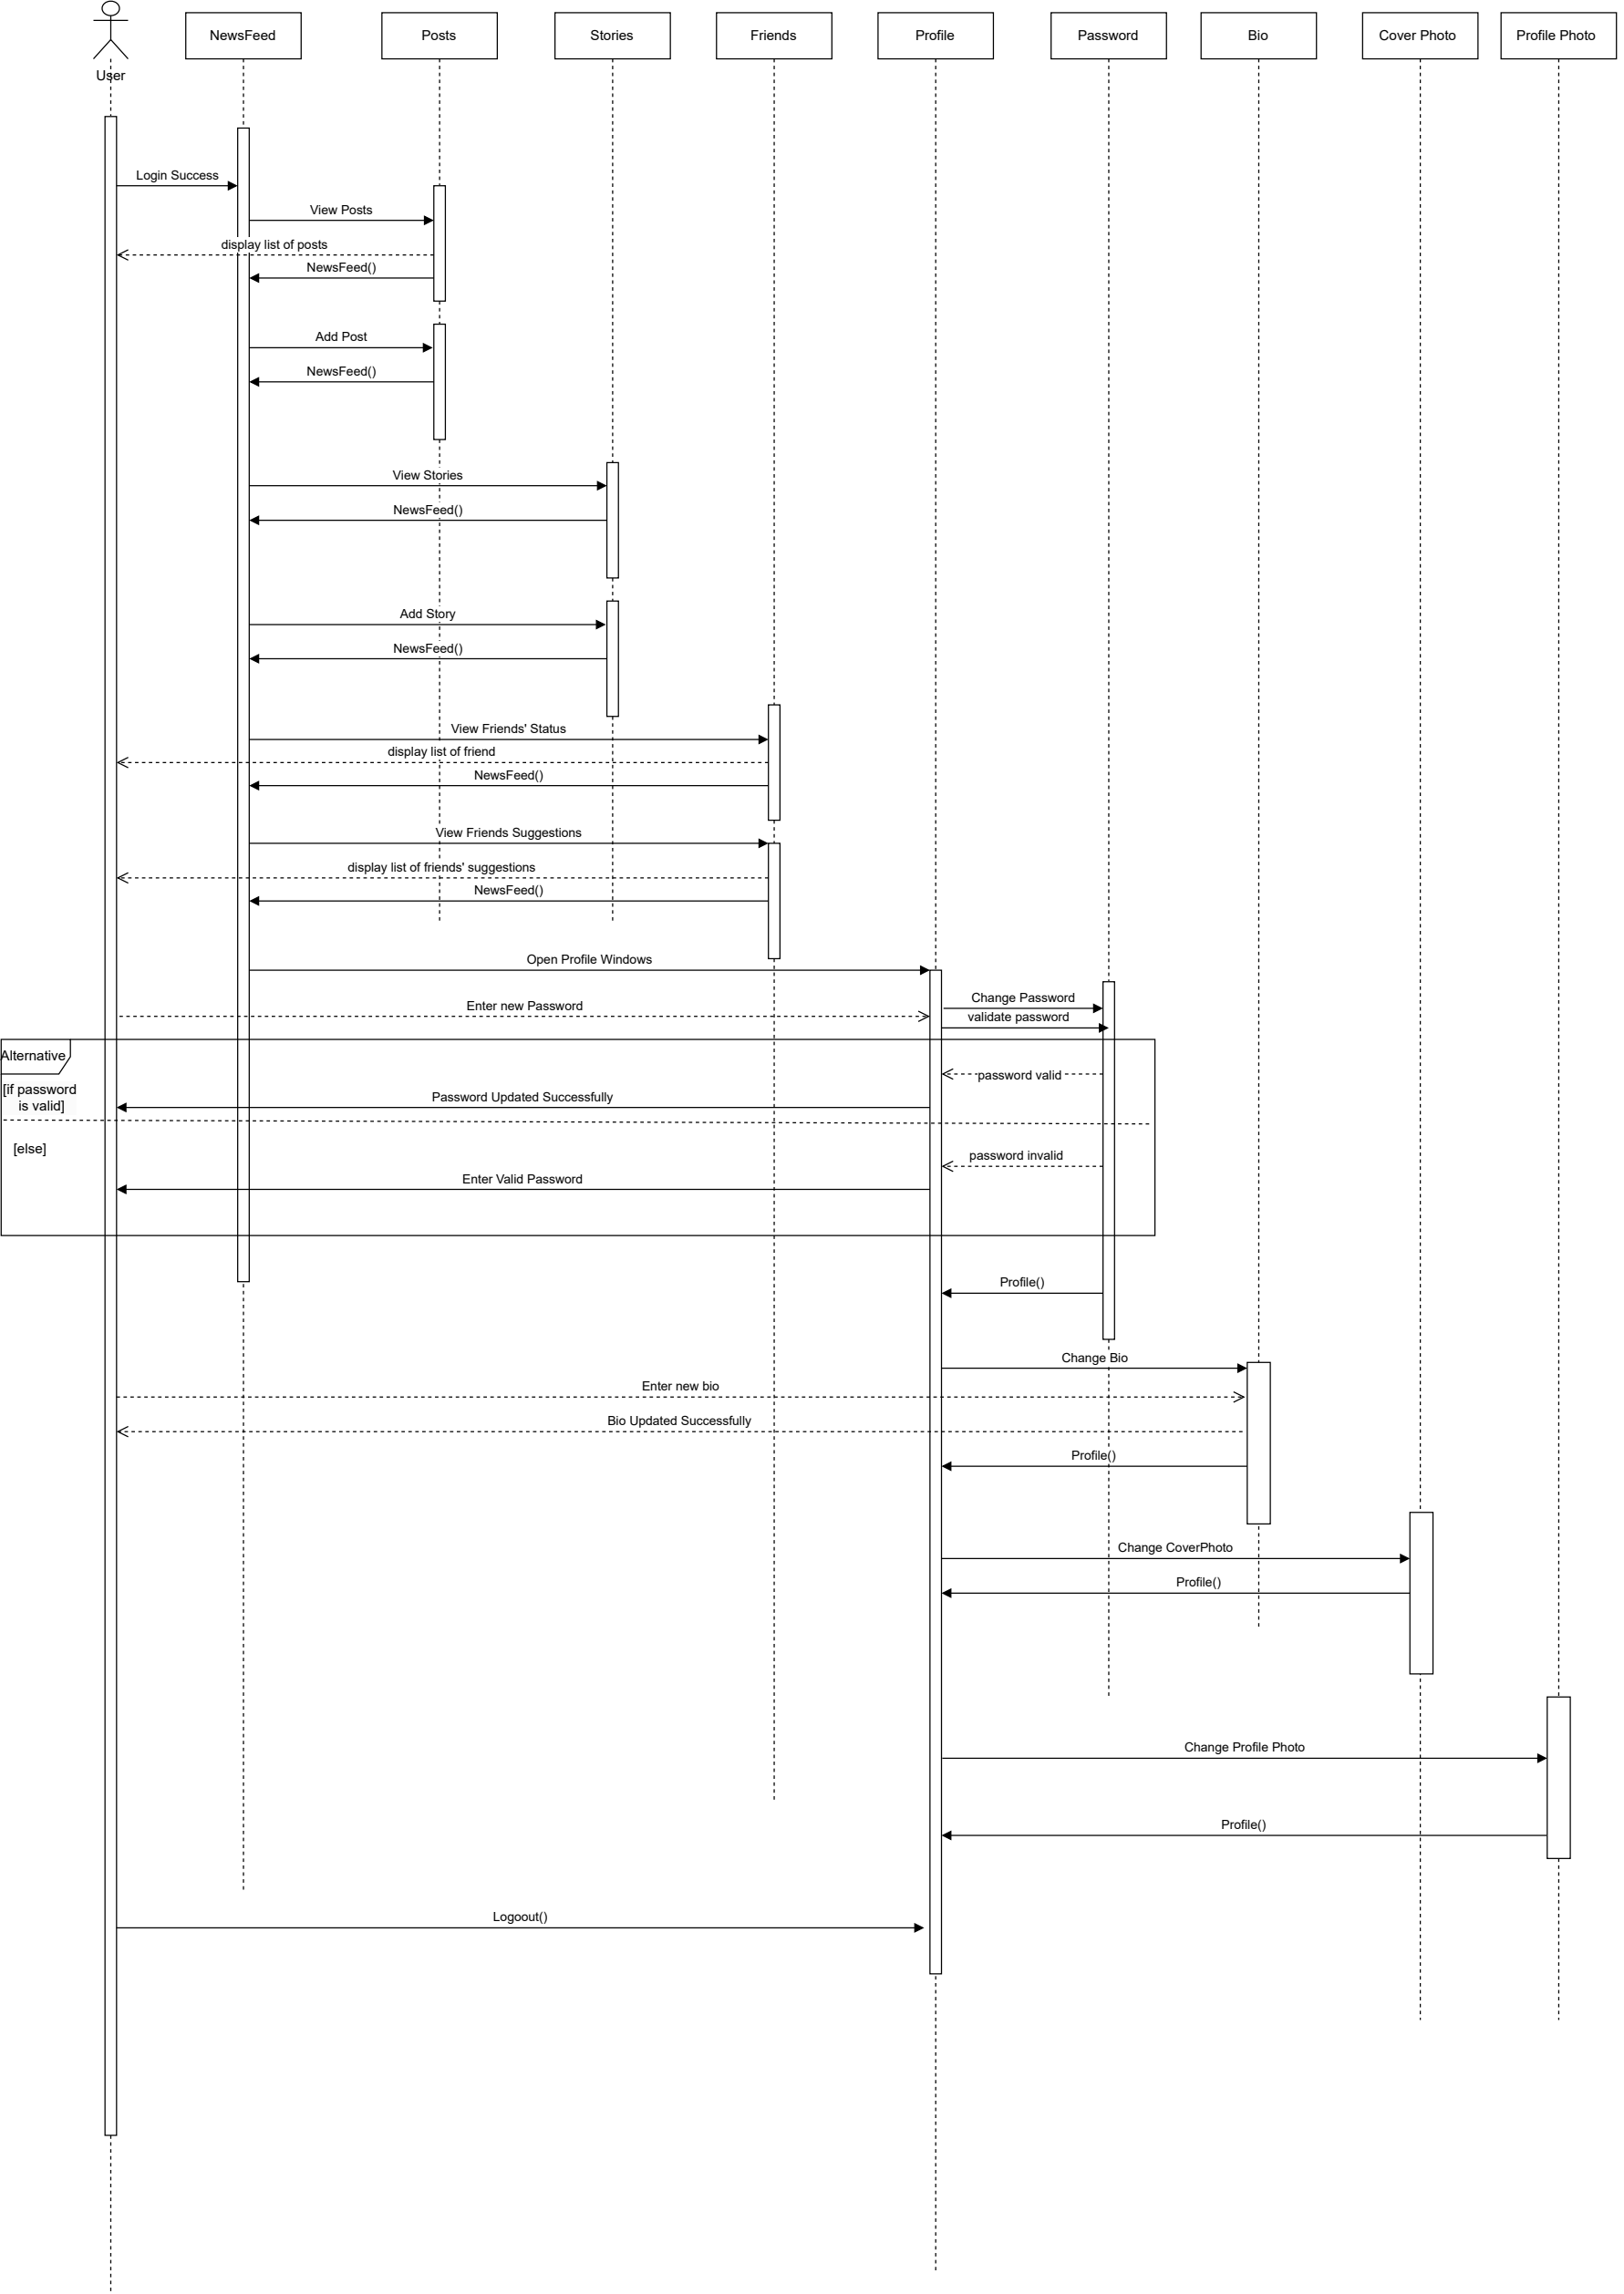 NewsFeed
Posts
Stories
Friends
Profile
Password
Bio
Cover Photo
Profile Photo
User
Login Success
View Posts
display list of posts
NewsFeed()
Add Post
NewsFeed()
View Stories
NewsFeed()
Add Story
NewsFeed()
View Friends' Status
display list of friend
NewsFeed()
View Friends Suggestions
display list of friends' suggestions
NewsFeed()
Open Profile Windows
Change Password
Enter new Password
validate password
Alternative
password valid
[if password
is valid]
Password Updated Successfully
[else]
password invalid
Enter Valid Password
Profile()
Change Bio
Enter new bio
Bio Updated Successfully
Profile()
Change CoverPhoto
Profile()
Change Profile Photo
Profile()
Logoout()